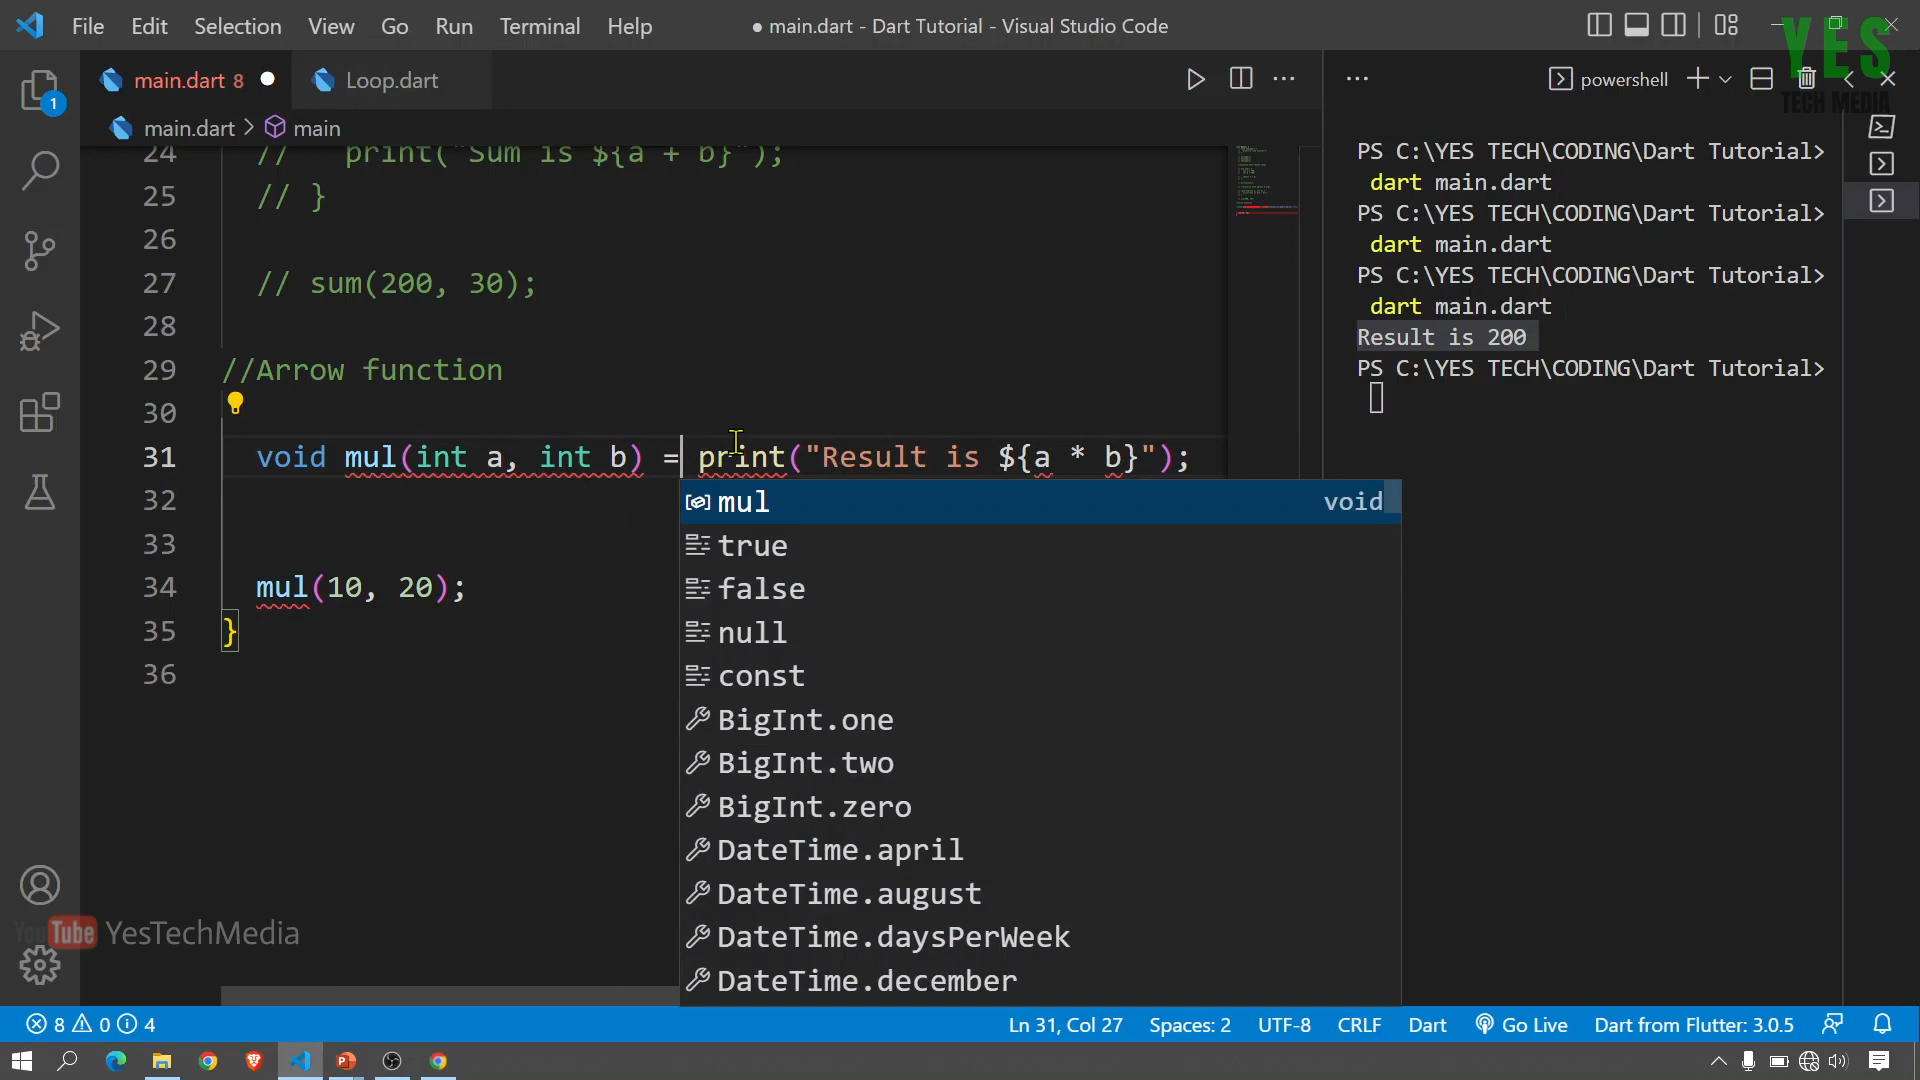 File Edit Selection View Go Run Terminal Help
● main.dart - Dart Tutorial - Visual Studio Code
YES
TECH MEDIA
main.dart 8 ●
Loop.dart
powershell
main.dart > main
24 //   print("Sum is ${a + b}");
25 // }
26
27 // sum(200, 30);
28
29 //Arrow function
30
31 void mul(int a, int b) = print("Result is ${a * b}");
32
33
34 mul(10, 20);
35 }
36
mul void
true
false
null
const
BigInt.one
BigInt.two
BigInt.zero
DateTime.april
DateTime.august
DateTime.daysPerWeek
DateTime.december
PS C:\YES TECH\CODING\Dart Tutorial>
dart main.dart
PS C:\YES TECH\CODING\Dart Tutorial>
dart main.dart
PS C:\YES TECH\CODING\Dart Tutorial>
dart main.dart
Result is 200
PS C:\YES TECH\CODING\Dart Tutorial>
1
YouTube YesTechMedia
8 0 4
Ln 31, Col 27 Spaces: 2 UTF-8 CRLF Dart Go Live Dart from Flutter: 3.0.5